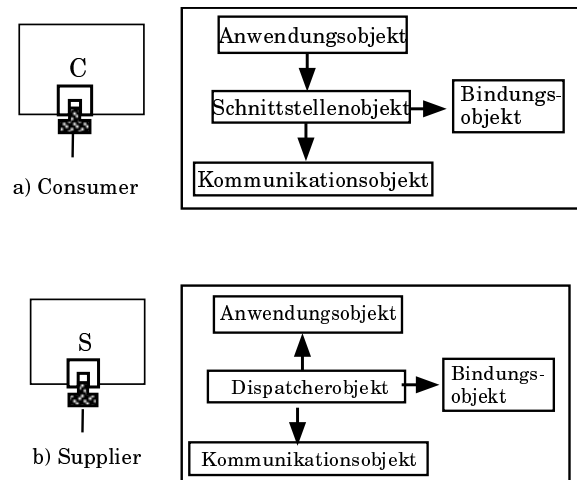 C
a) Consumer
Anwendungsobjekt
Schnittstellenobjekt
Bindungs-
objekt
Kommunikationsobjekt
S
b) Supplier
Anwendungsobjekt
Dispatcherobjekt
Bindungs-
objekt
Kommunikationsobjekt